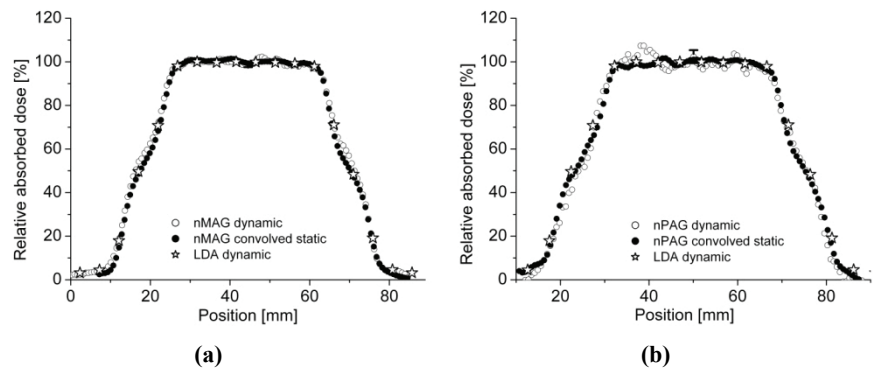 120
100
80
60
40
20
0
Relative absorbed dose [%]
nMAG dynamic
nMAG convolved static
LDA dynamic
0 20 40 60 80
Position [mm]
(a)
120
100
80
60
40
20
0
Relative absorbed dose [%]
nPAG dynamic
nPAG convolved static
LDA dynamic
20 40 60 80
Position [mm]
(b)